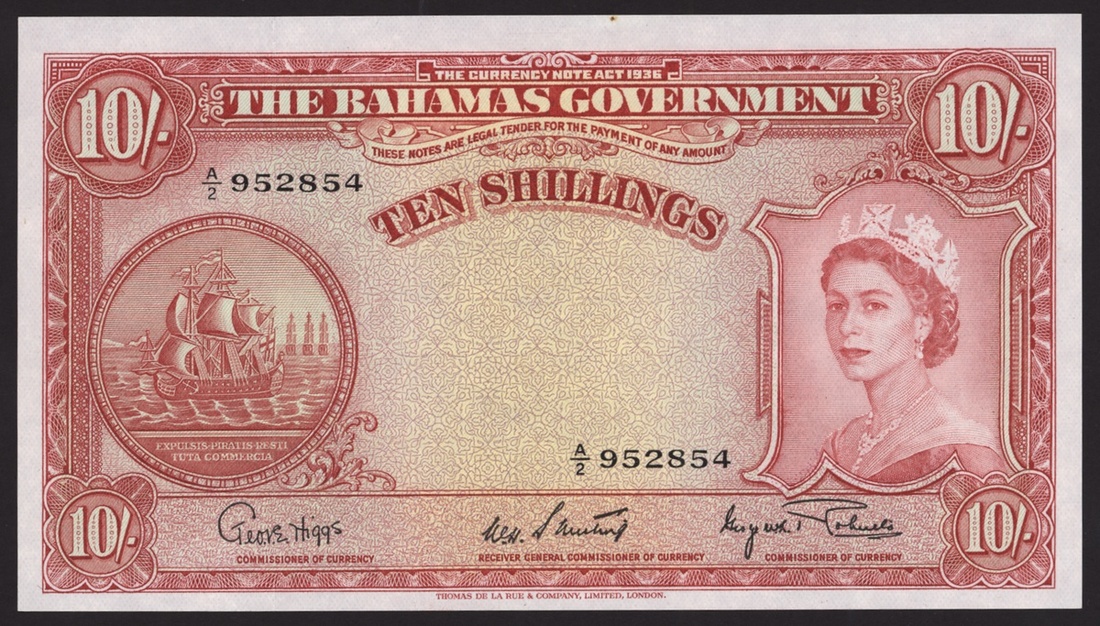 THE CURRENCY NOTE ACT 1936
10/- THE BAHAMAS GOVERNMENT 10/-
THESE NOTES ARE LEGAL TENDER FOR THE PAYMENT OF ANY AMOUNT
A/2 952854
TEN SHILLINGS
EXPULSIS·PIRATIS·RESTI
TUTA COMMERCIA
A/2 952854
10/- Geo. E. Higgs 10/-
COMMISSIONER OF CURRENCY RECEIVER GENERAL COMMISSIONER OF CURRENCY COMMISSIONER OF CURRENCY
THOMAS DE LA RUE & COMPANY, LIMITED, LONDON.